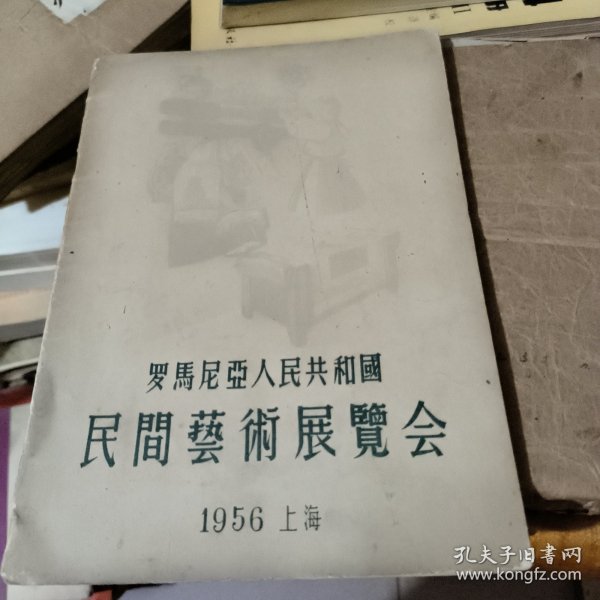 罗馬尼亞人民共和國
民間藝術展覽会
1956 上海
孔夫子旧書网
www.kongfz.com